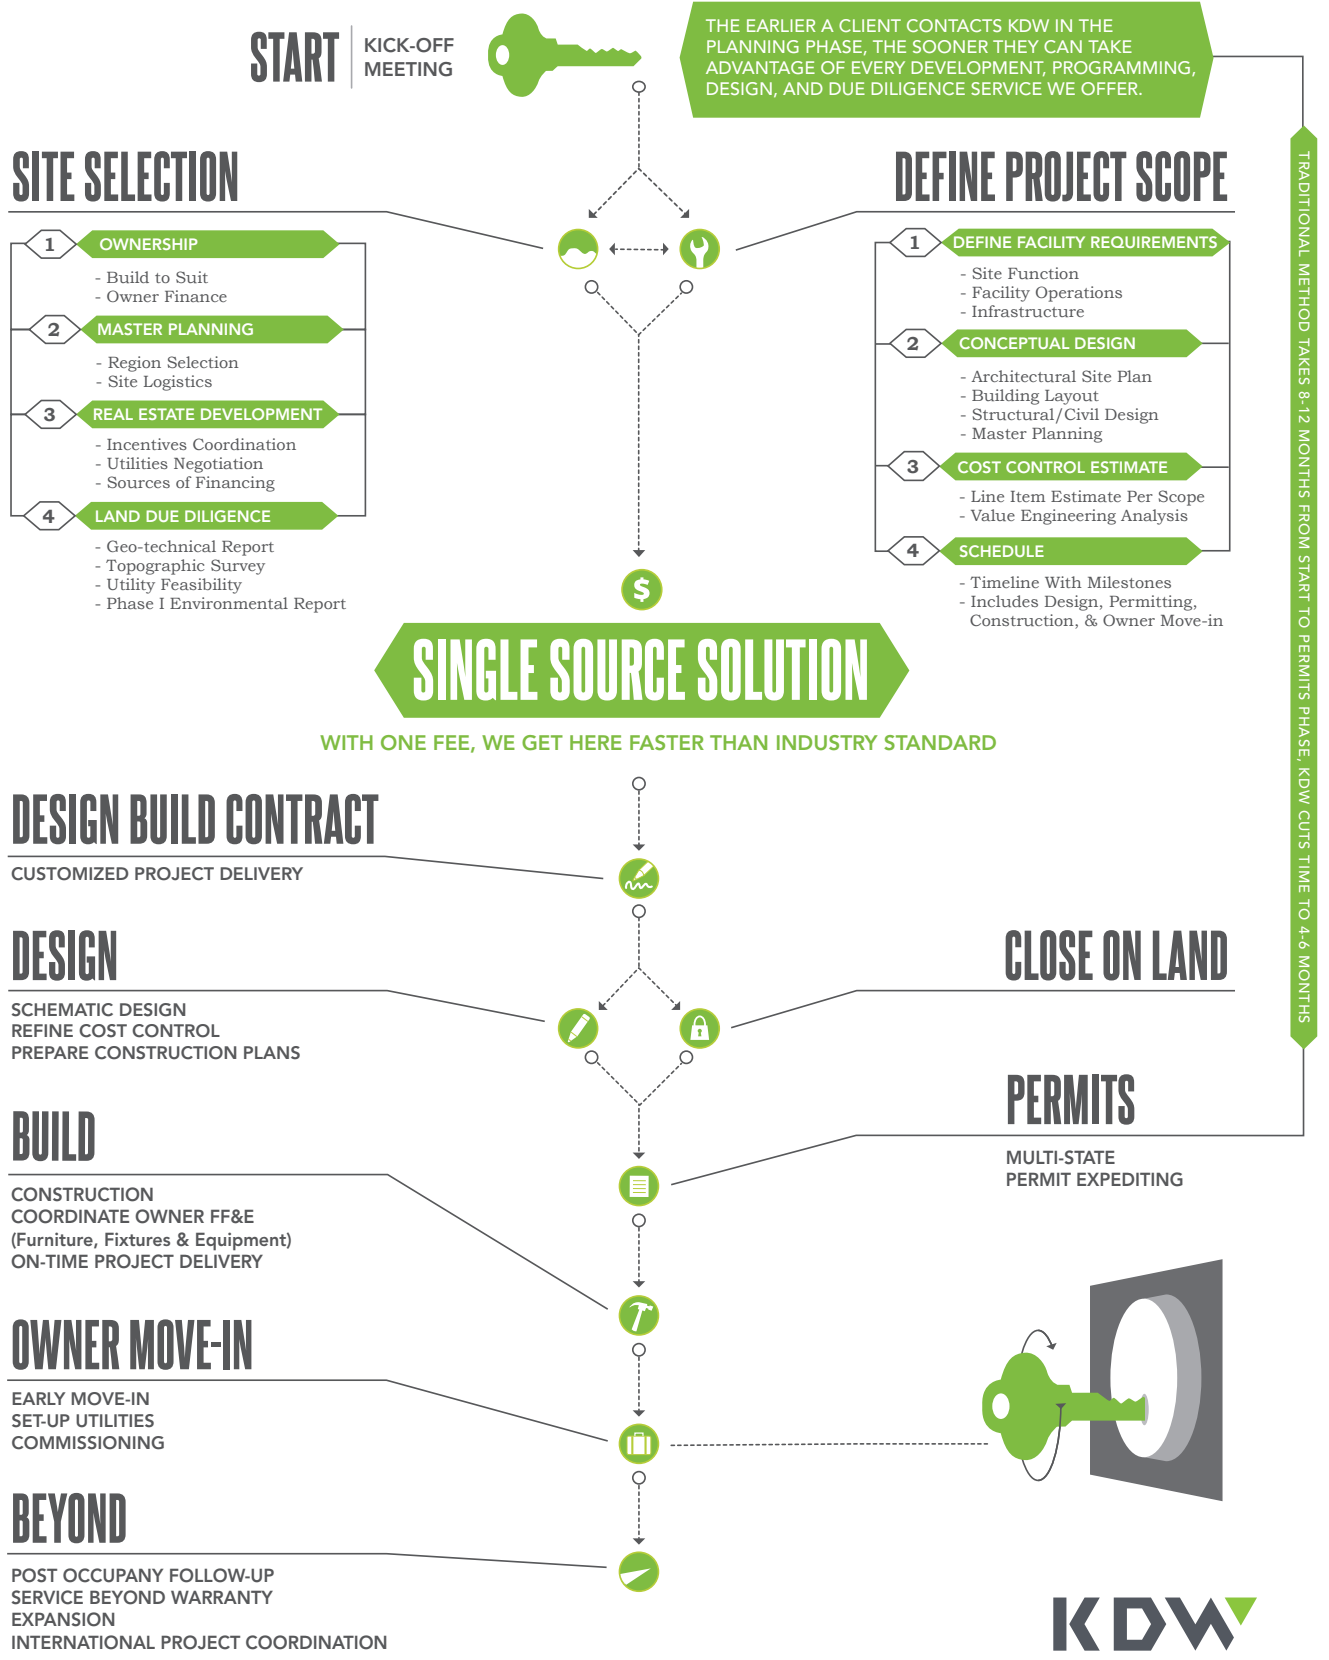 START
KICK-OFF
MEETING
THE EARLIER A CLIENT CONTACTS KDW IN THE
PLANNING PHASE, THE SOONER THEY CAN TAKE
ADVANTAGE OF EVERY DEVELOPMENT, PROGRAMMING,
DESIGN, AND DUE DILIGENCE SERVICE WE OFFER.
TRADITIONAL METHOD TAKES 8-12 MONTHS FROM START TO PERMITS PHASE, KDW CUTS TIME TO 4-6 MONTHS
SITE SELECTION
1 OWNERSHIP
- Build to Suit
- Owner Finance
2 MASTER PLANNING
- Region Selection
- Site Logistics
3 REAL ESTATE DEVELOPMENT
- Incentives Coordination
- Utilities Negotiation
- Sources of Financing
4 LAND DUE DILIGENCE
- Geo-technical Report
- Topographic Survey
- Utility Feasibility
- Phase I Environmental Report
DEFINE PROJECT SCOPE
1 DEFINE FACILITY REQUIREMENTS
- Site Function
- Facility Operations
- Infrastructure
2 CONCEPTUAL DESIGN
- Architectural Site Plan
- Building Layout
- Structural/Civil Design
- Master Planning
3 COST CONTROL ESTIMATE
- Line Item Estimate Per Scope
- Value Engineering Analysis
4 SCHEDULE
- Timeline With Milestones
- Includes Design, Permitting,
Construction, & Owner Move-in
$
SINGLE SOURCE SOLUTION
WITH ONE FEE, WE GET HERE FASTER THAN INDUSTRY STANDARD
DESIGN BUILD CONTRACT
CUSTOMIZED PROJECT DELIVERY
DESIGN
SCHEMATIC DESIGN
REFINE COST CONTROL
PREPARE CONSTRUCTION PLANS
CLOSE ON LAND
PERMITS
MULTI-STATE
PERMIT EXPEDITING
BUILD
CONSTRUCTION
COORDINATE OWNER FF&E
(Furniture, Fixtures & Equipment)
ON-TIME PROJECT DELIVERY
OWNER MOVE-IN
EARLY MOVE-IN
SET-UP UTILITIES
COMMISSIONING
BEYOND
POST OCCUPANY FOLLOW-UP
SERVICE BEYOND WARRANTY
EXPANSION
INTERNATIONAL PROJECT COORDINATION
KDW